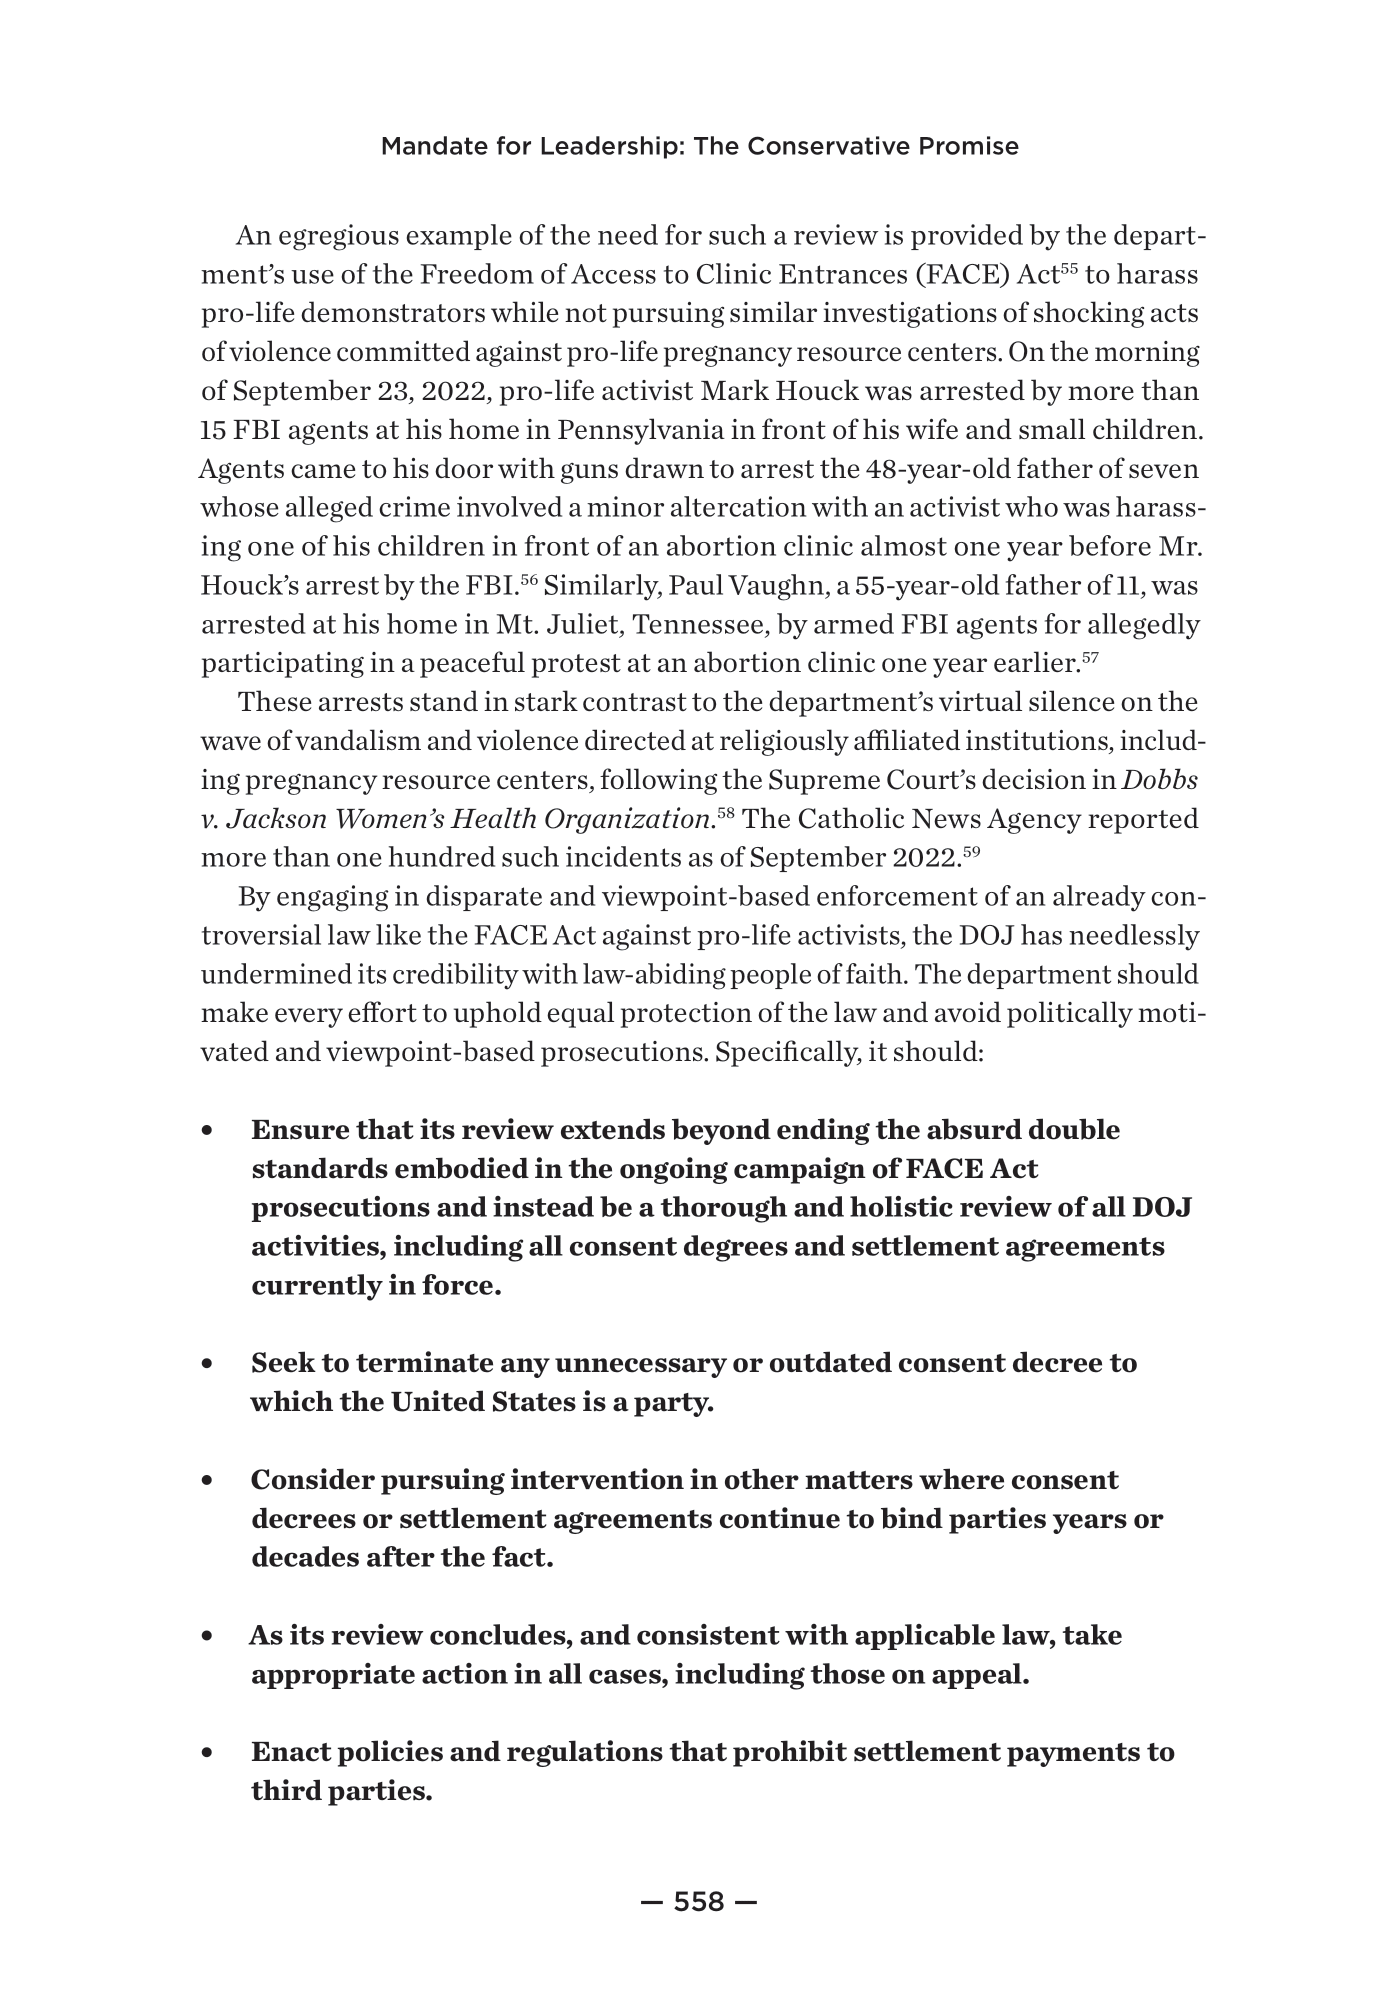 Mandate for Leadership: The Conservative Promise
An egregious example of the need for such a review is provided by the depart-
ment’s use of the Freedom of Access to Clinic Entrances (FACE) Act⁵⁵ to harass
pro-life demonstrators while not pursuing similar investigations of shocking acts
of violence committed against pro-life pregnancy resource centers. On the morning
of September 23, 2022, pro-life activist Mark Houck was arrested by more than
15 FBI agents at his home in Pennsylvania in front of his wife and small children.
Agents came to his door with guns drawn to arrest the 48-year-old father of seven
whose alleged crime involved a minor altercation with an activist who was harass-
ing one of his children in front of an abortion clinic almost one year before Mr.
Houck’s arrest by the FBI.⁵⁶ Similarly, Paul Vaughn, a 55-year-old father of 11, was
arrested at his home in Mt. Juliet, Tennessee, by armed FBI agents for allegedly
participating in a peaceful protest at an abortion clinic one year earlier.⁵⁷
These arrests stand in stark contrast to the department’s virtual silence on the
wave of vandalism and violence directed at religiously affiliated institutions, includ-
ing pregnancy resource centers, following the Supreme Court’s decision in Dobbs
v. Jackson Women’s Health Organization.⁵⁸ The Catholic News Agency reported
more than one hundred such incidents as of September 2022.⁵⁹
By engaging in disparate and viewpoint-based enforcement of an already con-
troversial law like the FACE Act against pro-life activists, the DOJ has needlessly
undermined its credibility with law-abiding people of faith. The department should
make every effort to uphold equal protection of the law and avoid politically moti-
vated and viewpoint-based prosecutions. Specifically, it should:
• Ensure that its review extends beyond ending the absurd double
standards embodied in the ongoing campaign of FACE Act
prosecutions and instead be a thorough and holistic review of all DOJ
activities, including all consent degrees and settlement agreements
currently in force.
• Seek to terminate any unnecessary or outdated consent decree to
which the United States is a party.
• Consider pursuing intervention in other matters where consent
decrees or settlement agreements continue to bind parties years or
decades after the fact.
• As its review concludes, and consistent with applicable law, take
appropriate action in all cases, including those on appeal.
• Enact policies and regulations that prohibit settlement payments to
third parties.
— 558 —